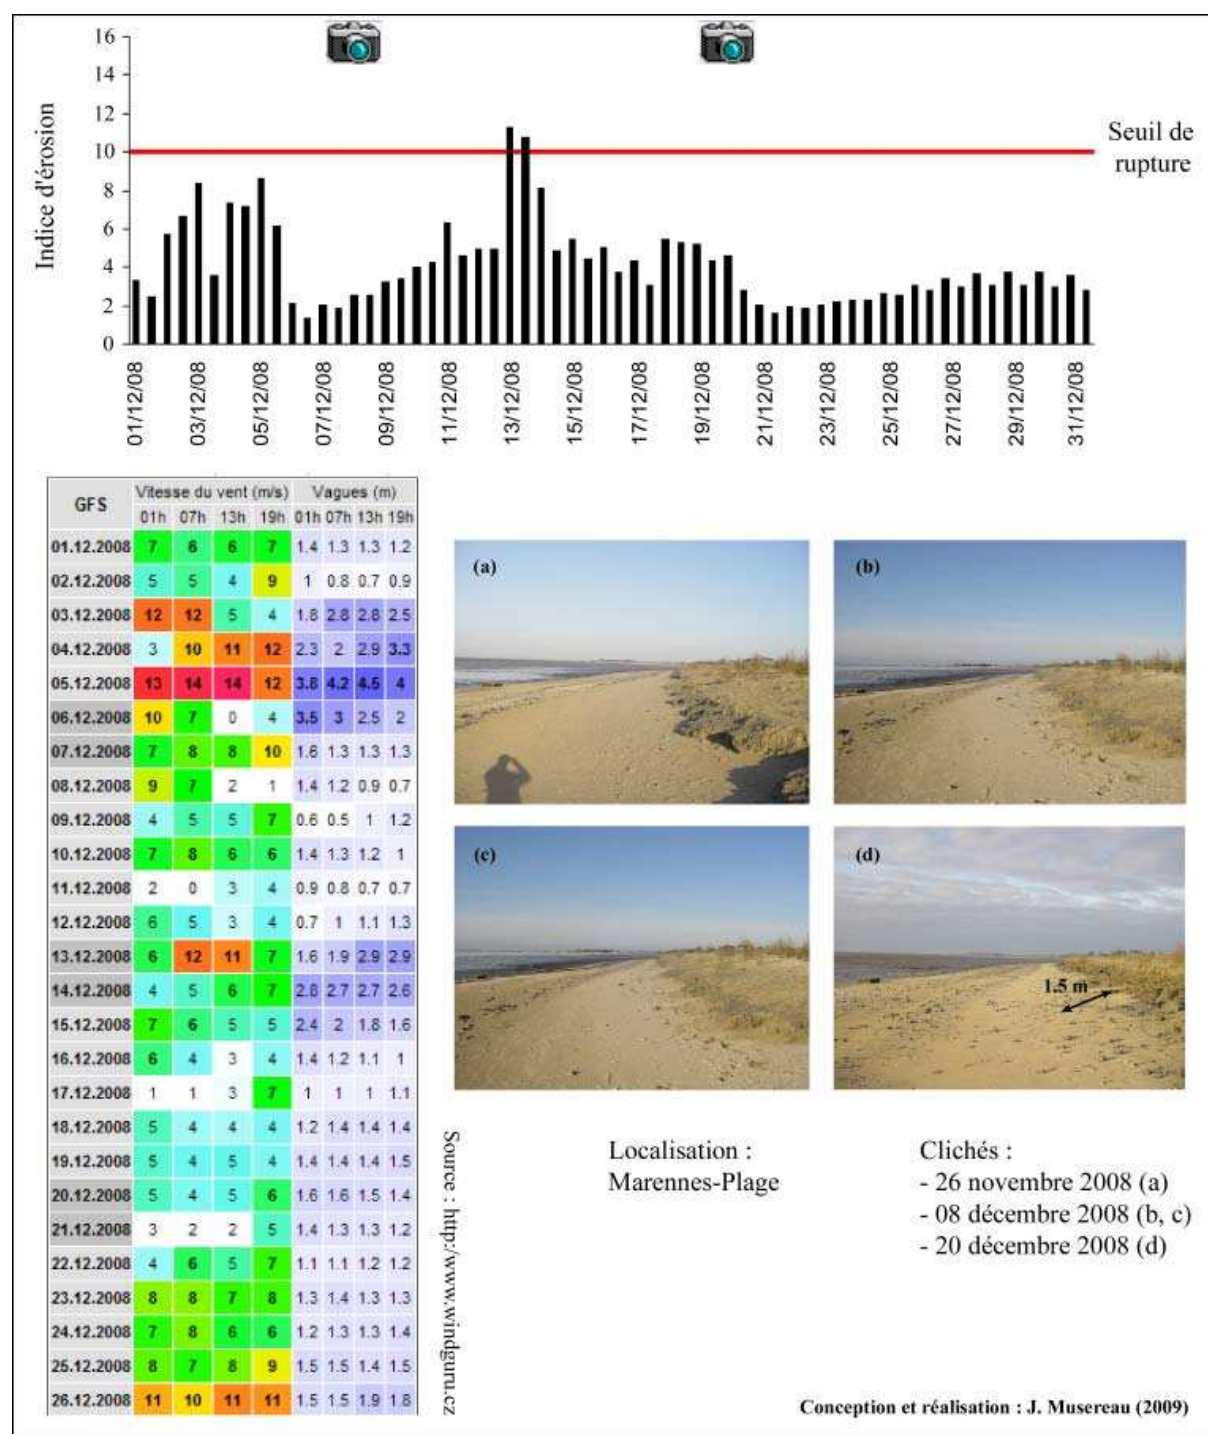 16
14
12
10
8
6
4
2
0
Indice d'érosion
Seuil de
rupture
01/12/08
03/12/08
05/12/08
07/12/08
09/12/08
11/12/08
13/12/08
15/12/08
17/12/08
19/12/08
21/12/08
23/12/08
25/12/08
27/12/08
29/12/08
31/12/08
GFS Vitesse du vent (m/s) Vagues (m)
01h 07h 13h 19h 01h 07h 13h 19h
01.12.2008 7 6 6 7 1.4 1.3 1.3 1.2
02.12.2008 5 5 4 9 1 0.8 0.7 0.9
03.12.2008 12 12 5 4 1.8 2.8 2.8 2.5
04.12.2008 3 10 11 12 2.3 2 2.9 3.3
05.12.2008 13 14 14 12 3.8 4.2 4.5 4
06.12.2008 10 7 0 4 3.5 3 2.5 2
07.12.2008 7 8 8 10 1.6 1.3 1.3 1.3
08.12.2008 9 7 2 1 1.4 1.2 0.9 0.7
09.12.2008 4 5 5 7 0.6 0.5 1 1.2
10.12.2008 7 8 6 6 1.4 1.3 1.2 1
11.12.2008 2 0 3 4 0.9 0.8 0.7 0.7
12.12.2008 6 5 3 4 0.7 1 1.1 1.3
13.12.2008 6 12 11 7 1.6 1.9 2.9 2.9
14.12.2008 4 5 6 7 2.8 2.7 2.7 2.6
15.12.2008 7 6 5 5 2.4 2 1.8 1.6
16.12.2008 6 4 3 4 1.4 1.2 1.1 1
17.12.2008 1 1 3 7 1 1 1 1.1
18.12.2008 5 4 4 4 1.2 1.4 1.4 1.4
19.12.2008 5 4 5 4 1.4 1.4 1.4 1.5
20.12.2008 5 4 5 6 1.6 1.6 1.5 1.4
21.12.2008 3 2 2 5 1.4 1.3 1.3 1.2
22.12.2008 4 6 5 7 1.1 1.1 1.2 1.2
23.12.2008 8 8 7 8 1.3 1.4 1.3 1.3
24.12.2008 7 8 6 6 1.2 1.3 1.3 1.4
25.12.2008 8 7 8 9 1.5 1.5 1.4 1.5
26.12.2008 11 10 11 11 1.5 1.5 1.9 1.8
Source : http:/www.windguru.cz
(a)
(b)
(c)
(d)
1.5 m
Localisation :
Marennes-Plage
Clichés :
- 26 novembre 2008 (a)
- 08 décembre 2008 (b, c)
- 20 décembre 2008 (d)
Conception et réalisation : J. Musereau (2009)